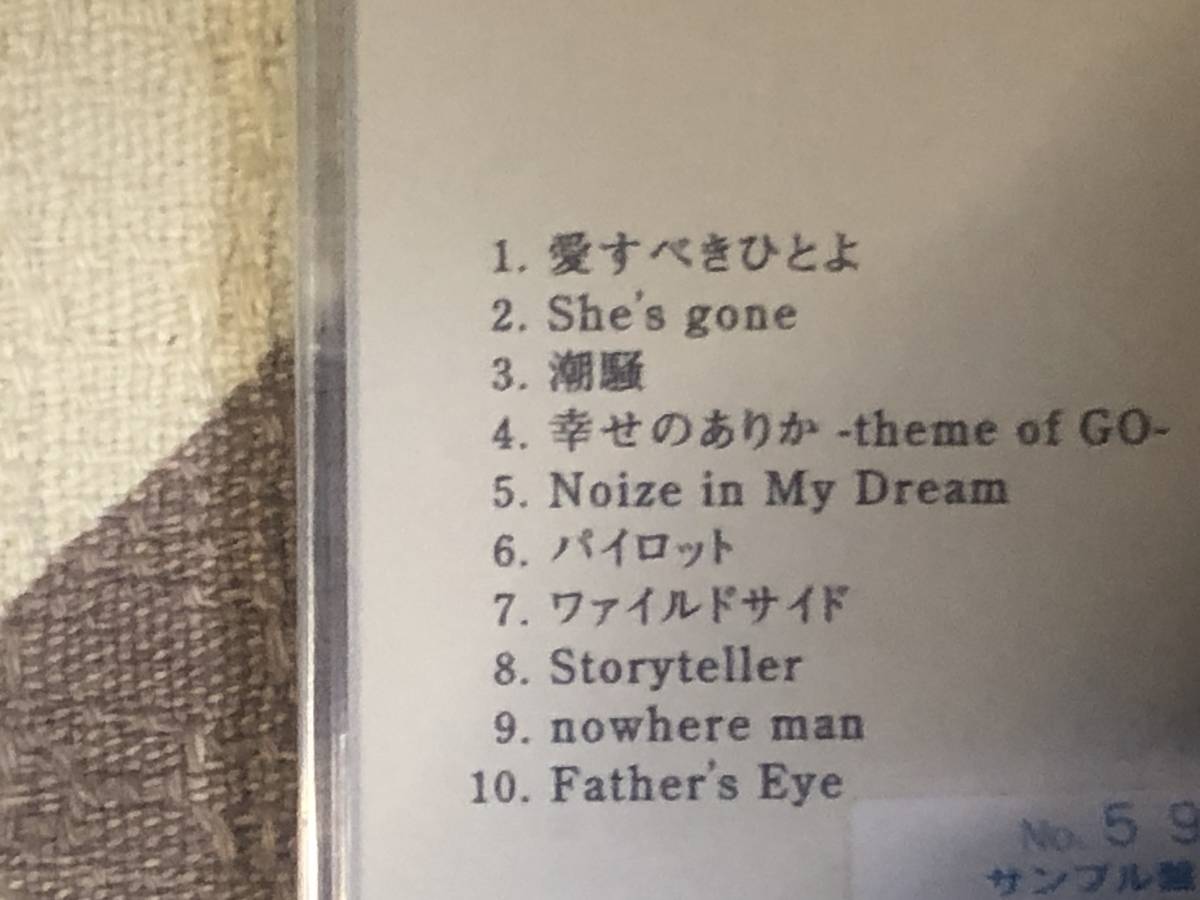 1. 愛すべきひとよ
2. She's gone
3. 潮騒
4. 幸せのありか -theme of GO-
5. Noize in My Dream
6. パイロット
7. ワァイルドサイド
8. Storyteller
9. nowhere man
10. Father's Eye
No. 5 9
サンプル盤